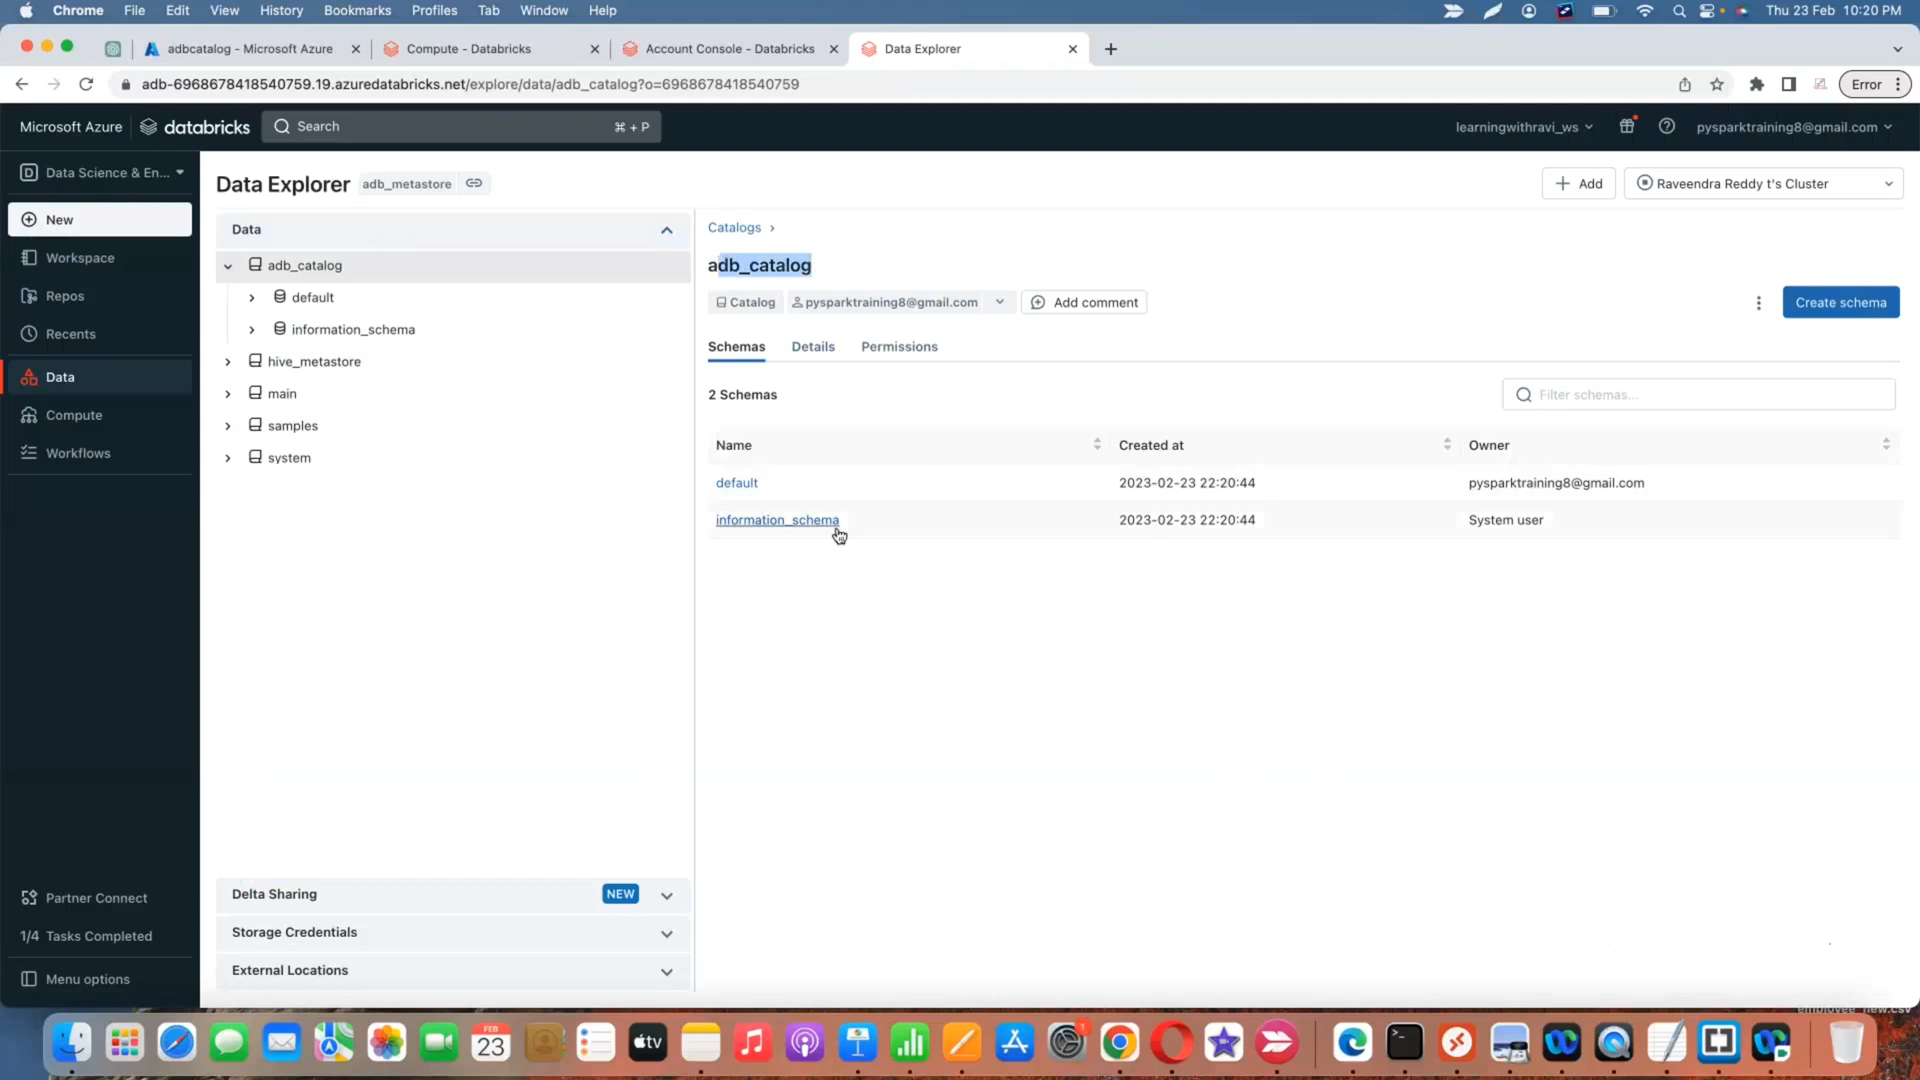 Chrome File Edit View History Bookmarks Profiles Tab Window Help
Thu 23 Feb 10:20 PM
adbcatalog - Microsoft Azure
Compute - Databricks
Account Console - Databricks
Data Explorer
adb-6968678418540759.19.azuredatabricks.net/explore/data/adb_catalog?o=6968678418540759
Error
Microsoft Azure databricks
Search
⌘ + P
learningwithravi_ws
pysparktraining8@gmail.com
Data Science & En...
New
Workspace
Repos
Recents
Data
Compute
Workflows
Partner Connect
1/4 Tasks Completed
Menu options
Data Explorer adb_metastore
Add
Raveendra Reddy t's Cluster
Data
adb_catalog
default
information_schema
hive_metastore
main
samples
system
Delta Sharing NEW
Storage Credentials
External Locations
Catalogs >
adb_catalog
Catalog pysparktraining8@gmail.com Add comment
Create schema
Schemas Details Permissions
2 Schemas
Filter schemas...
Name Created at Owner
default 2023-02-23 22:20:44 pysparktraining8@gmail.com
information_schema 2023-02-23 22:20:44 System user
employee_new.csv
FEB
23
tv
1